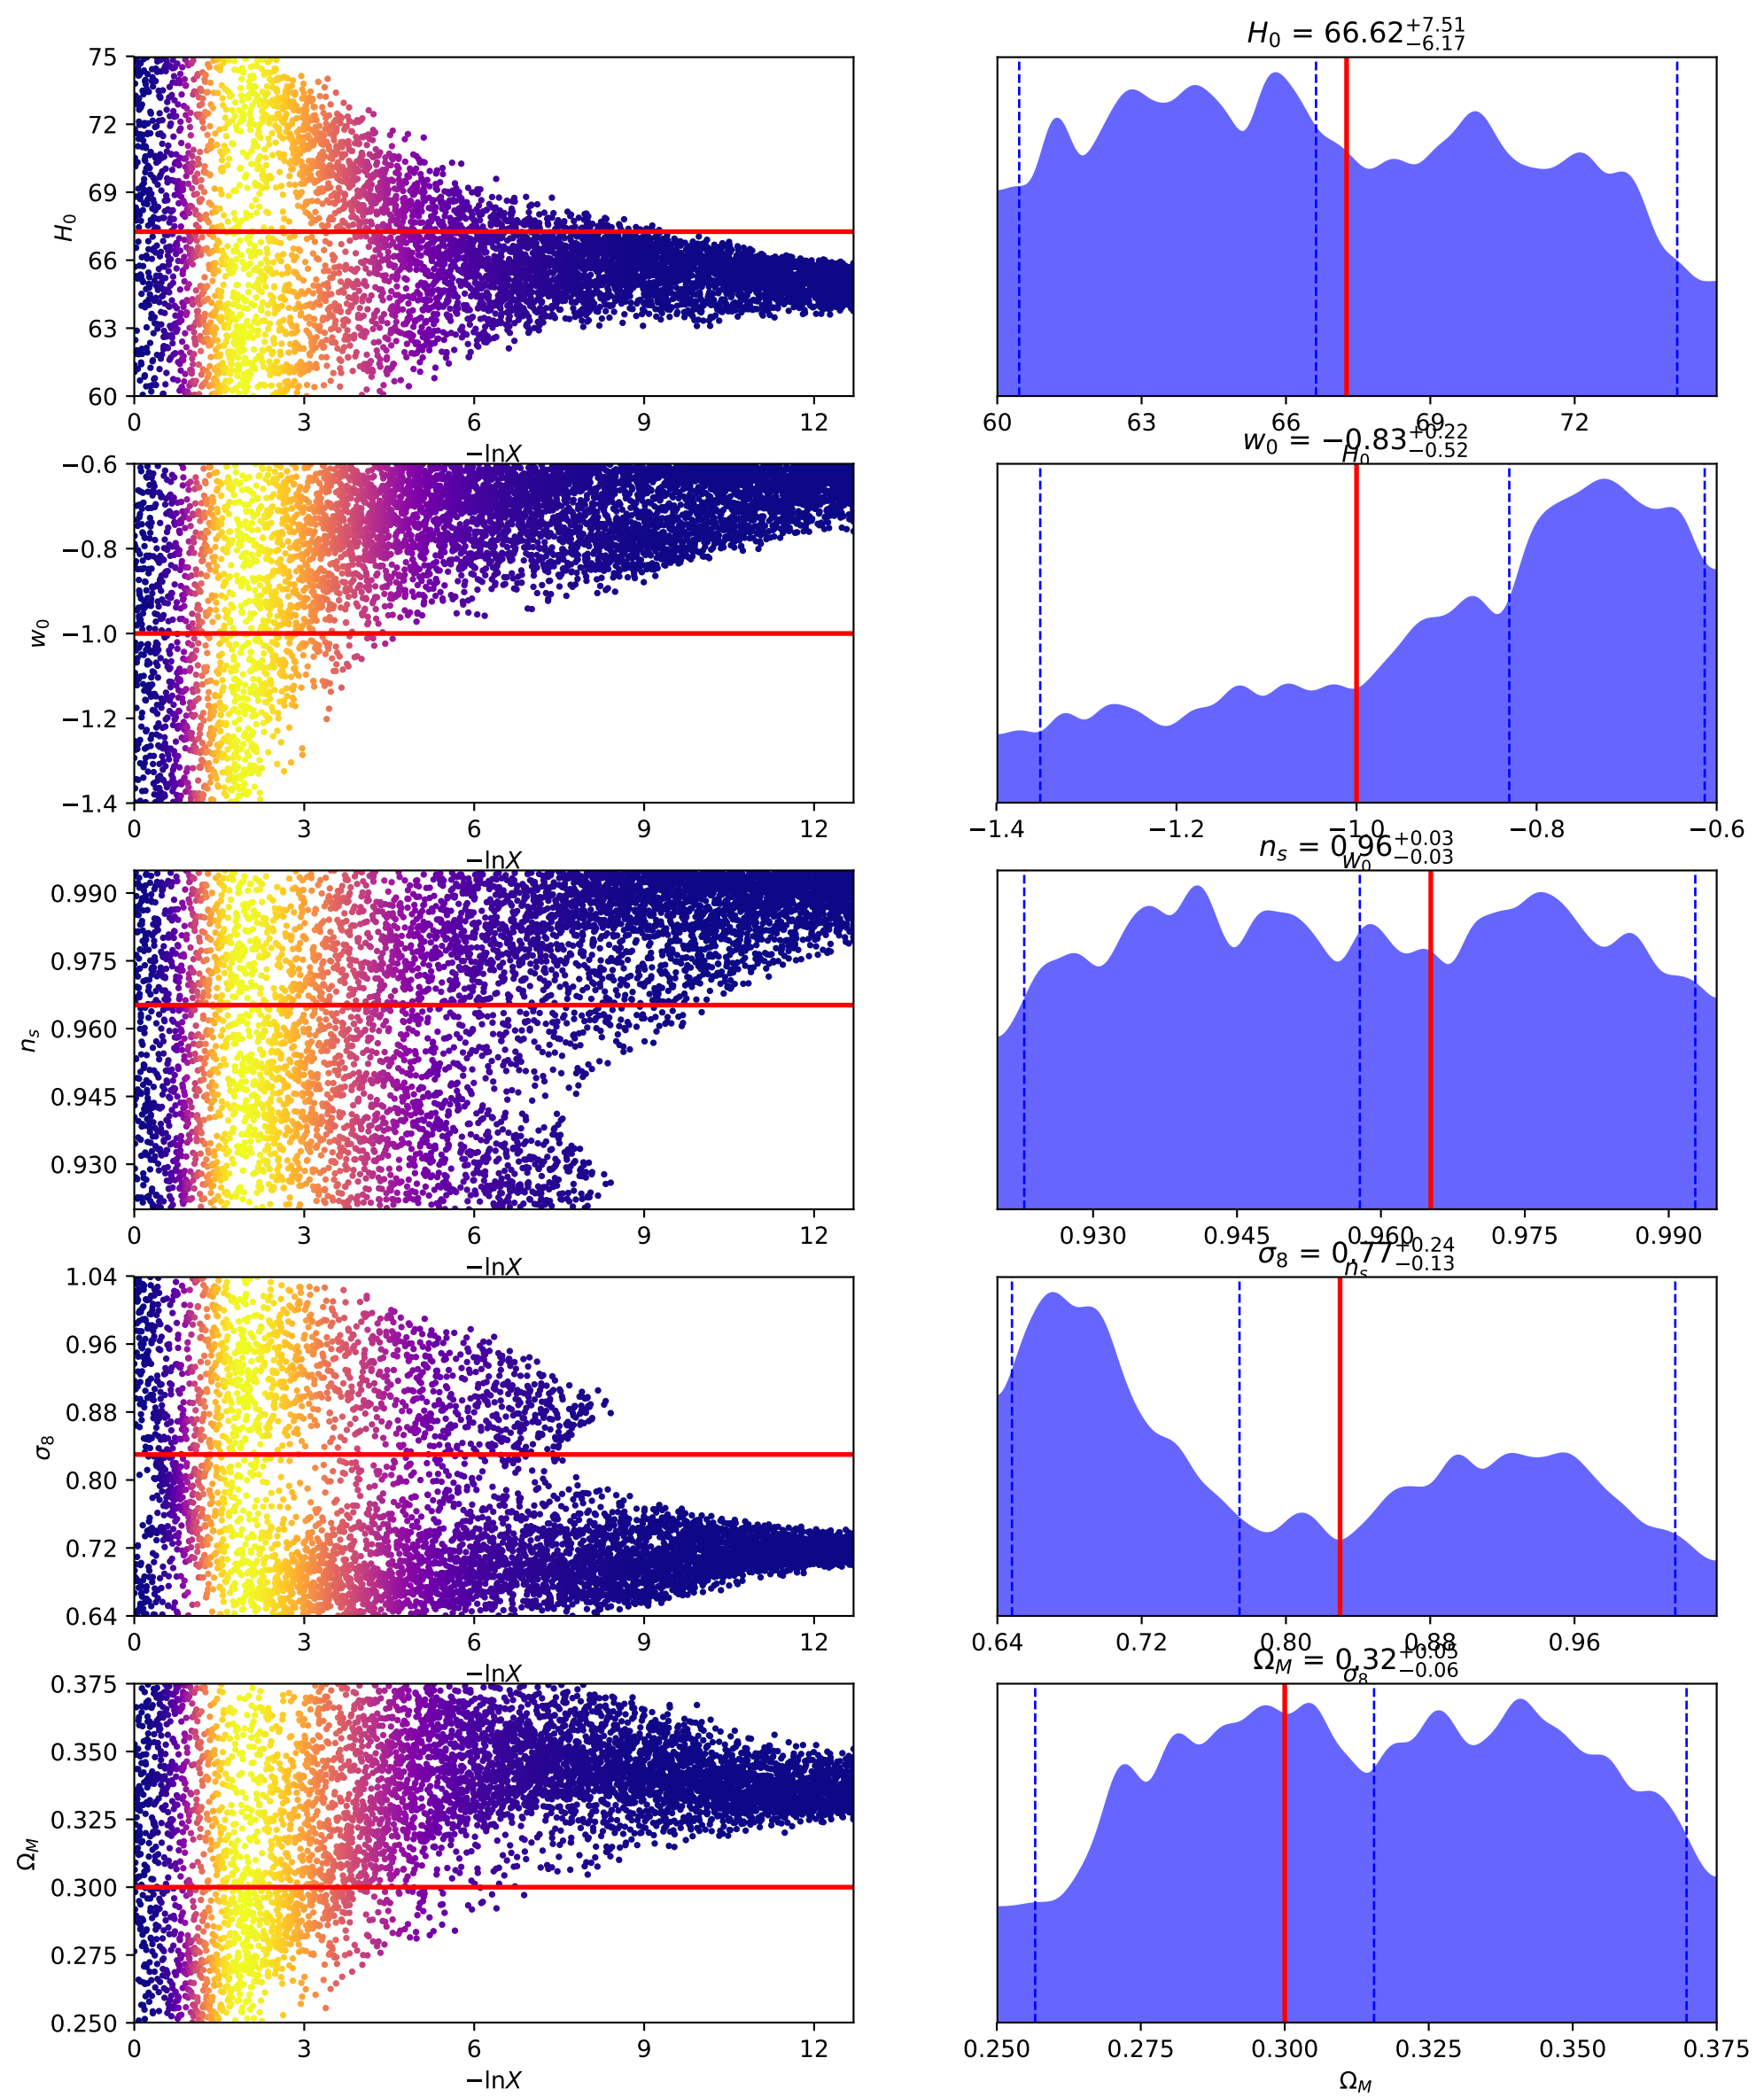 H₀ = 66.62 +7.51 −6.17
75
72
69
66
63
60
H₀
0 3 6 9 12
−lnX
60 63 66 69 72
H₀
w₀ = −0.83 +0.22 −0.52
−0.6
−0.8
−1.0
−1.2
−1.4
w₀
0 3 6 9 12
−lnX
−1.4 −1.2 −1.0 −0.8 −0.6
w₀
nₛ = 0.96 +0.03 −0.03
0.990
0.975
0.960
0.945
0.930
nₛ
0 3 6 9 12
−lnX
0.930 0.945 0.960 0.975 0.990
nₛ
σ₈ = 0.77 +0.24 −0.13
1.04
0.96
0.88
0.80
0.72
0.64
σ₈
0 3 6 9 12
−lnX
0.64 0.72 0.80 0.88 0.96
σ₈
Ω_M = 0.32 +0.05 −0.06
0.375
0.350
0.325
0.300
0.275
0.250
Ω_M
0 3 6 9 12
−lnX
0.250 0.275 0.300 0.325 0.350 0.375
Ω_M